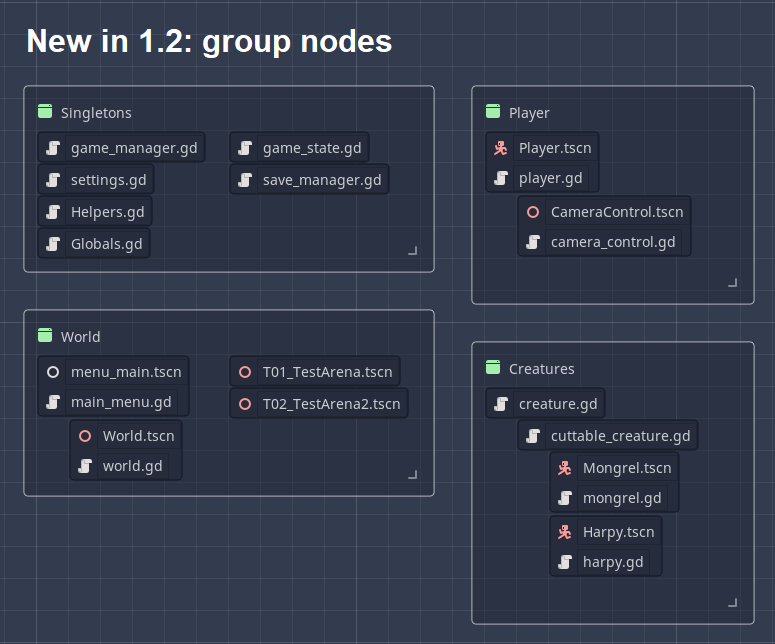 New in 1.2: group nodes
Singletons
game_manager.gd
settings.gd
Helpers.gd
Globals.gd
game_state.gd
save_manager.gd
Player
Player.tscn
player.gd
CameraControl.tscn
camera_control.gd
World
menu_main.tscn
main_menu.gd
World.tscn
world.gd
T01_TestArena.tscn
T02_TestArena2.tscn
Creatures
creature.gd
cuttable_creature.gd
Mongrel.tscn
mongrel.gd
Harpy.tscn
harpy.gd